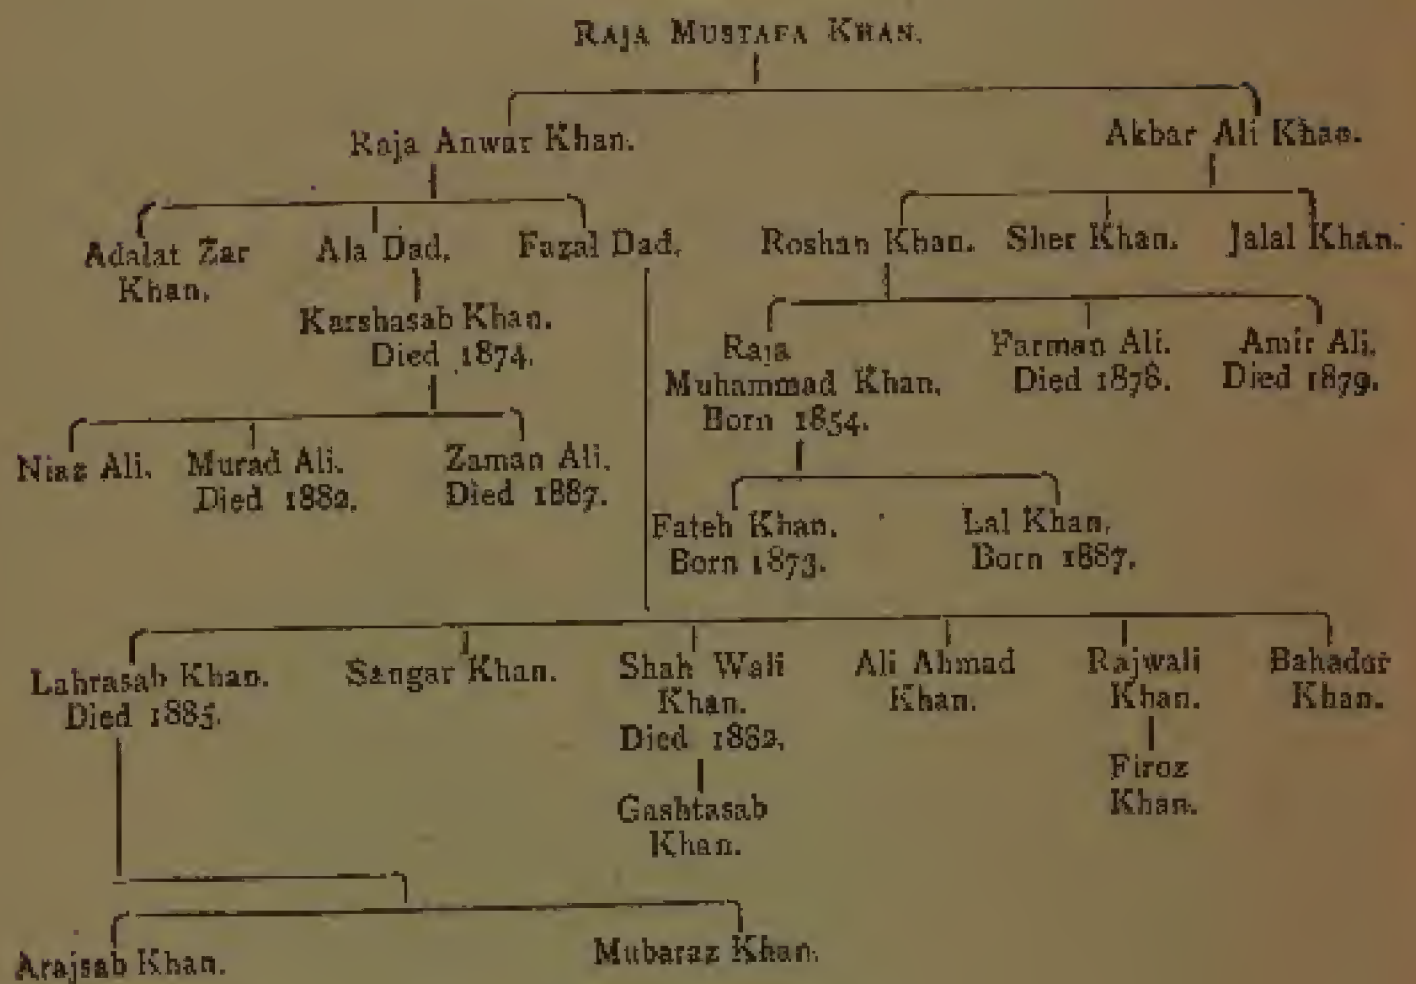 RAJA MUSTAFA KHAN.
Raja Anwar Khan.
Akbar Ali Khan.
Adalat Zar
Khan.
Ala Dad.
Fazal Dad.
Roshan Khan.
Sher Khan.
Jalal Khan.
Karshasab Khan.
Died 1874.
Raja
Muhammad Khan.
Born 1854.
Farman Ali.
Died 1878.
Amir Ali.
Died 1879.
Niaz Ali.
Murad Ali.
Died 1882.
Zaman Ali.
Died 1887.
Fateh Khan.
Born 1873.
Lal Khan.
Born 1887.
Lahrasab Khan.
Died 1885.
Sangar Khan.
Shah Wali
Khan.
Died 1882.
Ali Ahmad
Khan.
Rajwali
Khan.
Bahadur
Khan.
Gashtasab
Khan.
Firoz
Khan.
Arajsab Khan.
Mubaraz Khan.